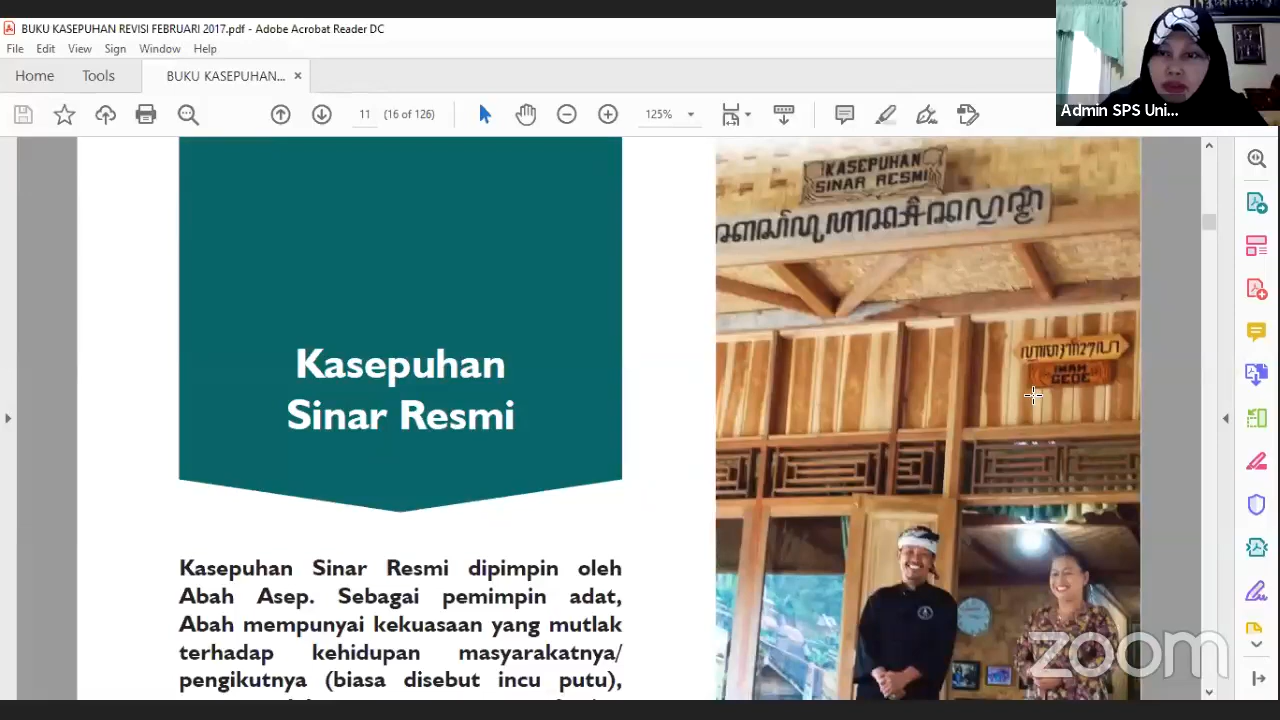 BUKU KASEPUHAN REVISI FEBRUARI 2017.pdf - Adobe Acrobat Reader DC
File Edit View Sign Window Help
Home Tools BUKU KASEPUHAN... ×
11 (16 of 126) 125%
Admin SPS Uni...
KASEPUHAN
SINAR RESMI
IMAH
GEDE
Kasepuhan
Sinar Resmi
Kasepuhan Sinar Resmi dipimpin oleh
Abah Asep. Sebagai pemimpin adat,
Abah mempunyai kekuasaan yang mutlak
terhadap kehidupan masyarakatnya/
pengikutnya (biasa disebut incu putu),
zoom